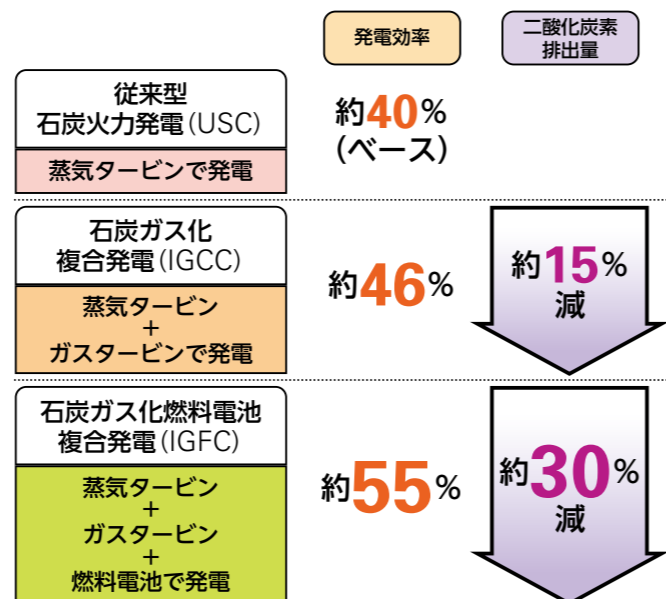 発電効率
二酸化炭素
排出量
従来型
石炭火力発電(USC)
蒸気タービンで発電
約40%
(ベース)
石炭ガス化
複合発電(IGCC)
蒸気タービン
+
ガスタービンで発電
約46%
約15%
減
石炭ガス化燃料電池
複合発電(IGFC)
蒸気タービン
+
ガスタービン
+
燃料電池で発電
約55%
約30%
減